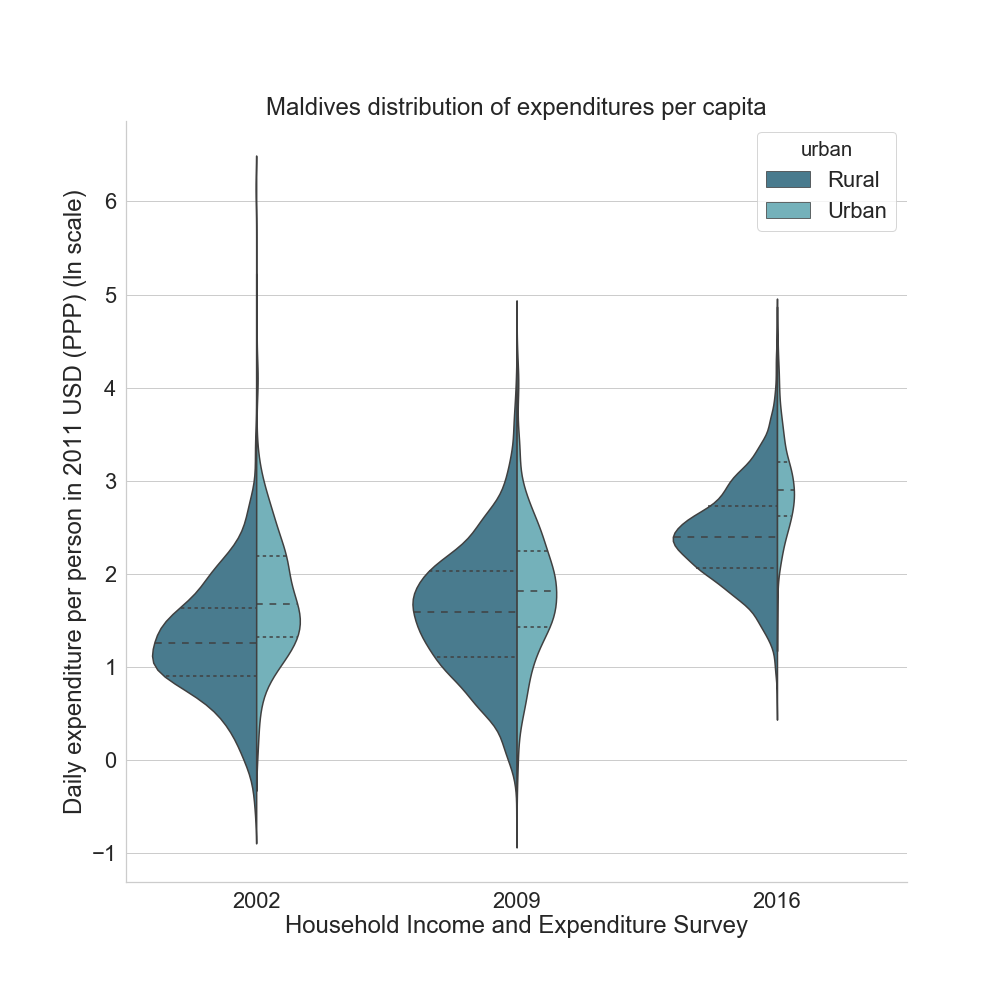 Maldives distribution of expenditures per capita
urban
Rural
Urban
Daily expenditure per person in 2011 USD (PPP) (ln scale)
6
5
4
3
2
1
0
−1
2002 2009 2016
Household Income and Expenditure Survey